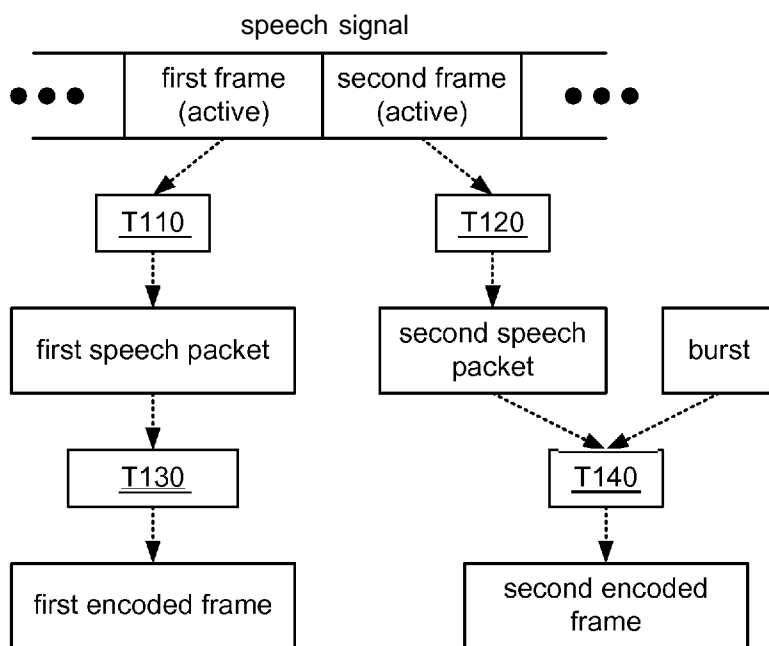 speech signal
first frame
(active)
second frame
(active)
T110
T120
first speech packet
second speech
packet
burst
T130
T140
first encoded frame
second encoded
frame